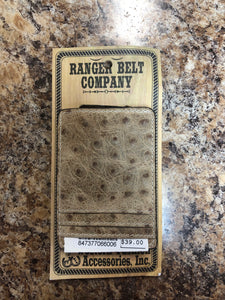 RANGER BELT
COMPANY
847377066006
$39.00
Accessories, Inc.